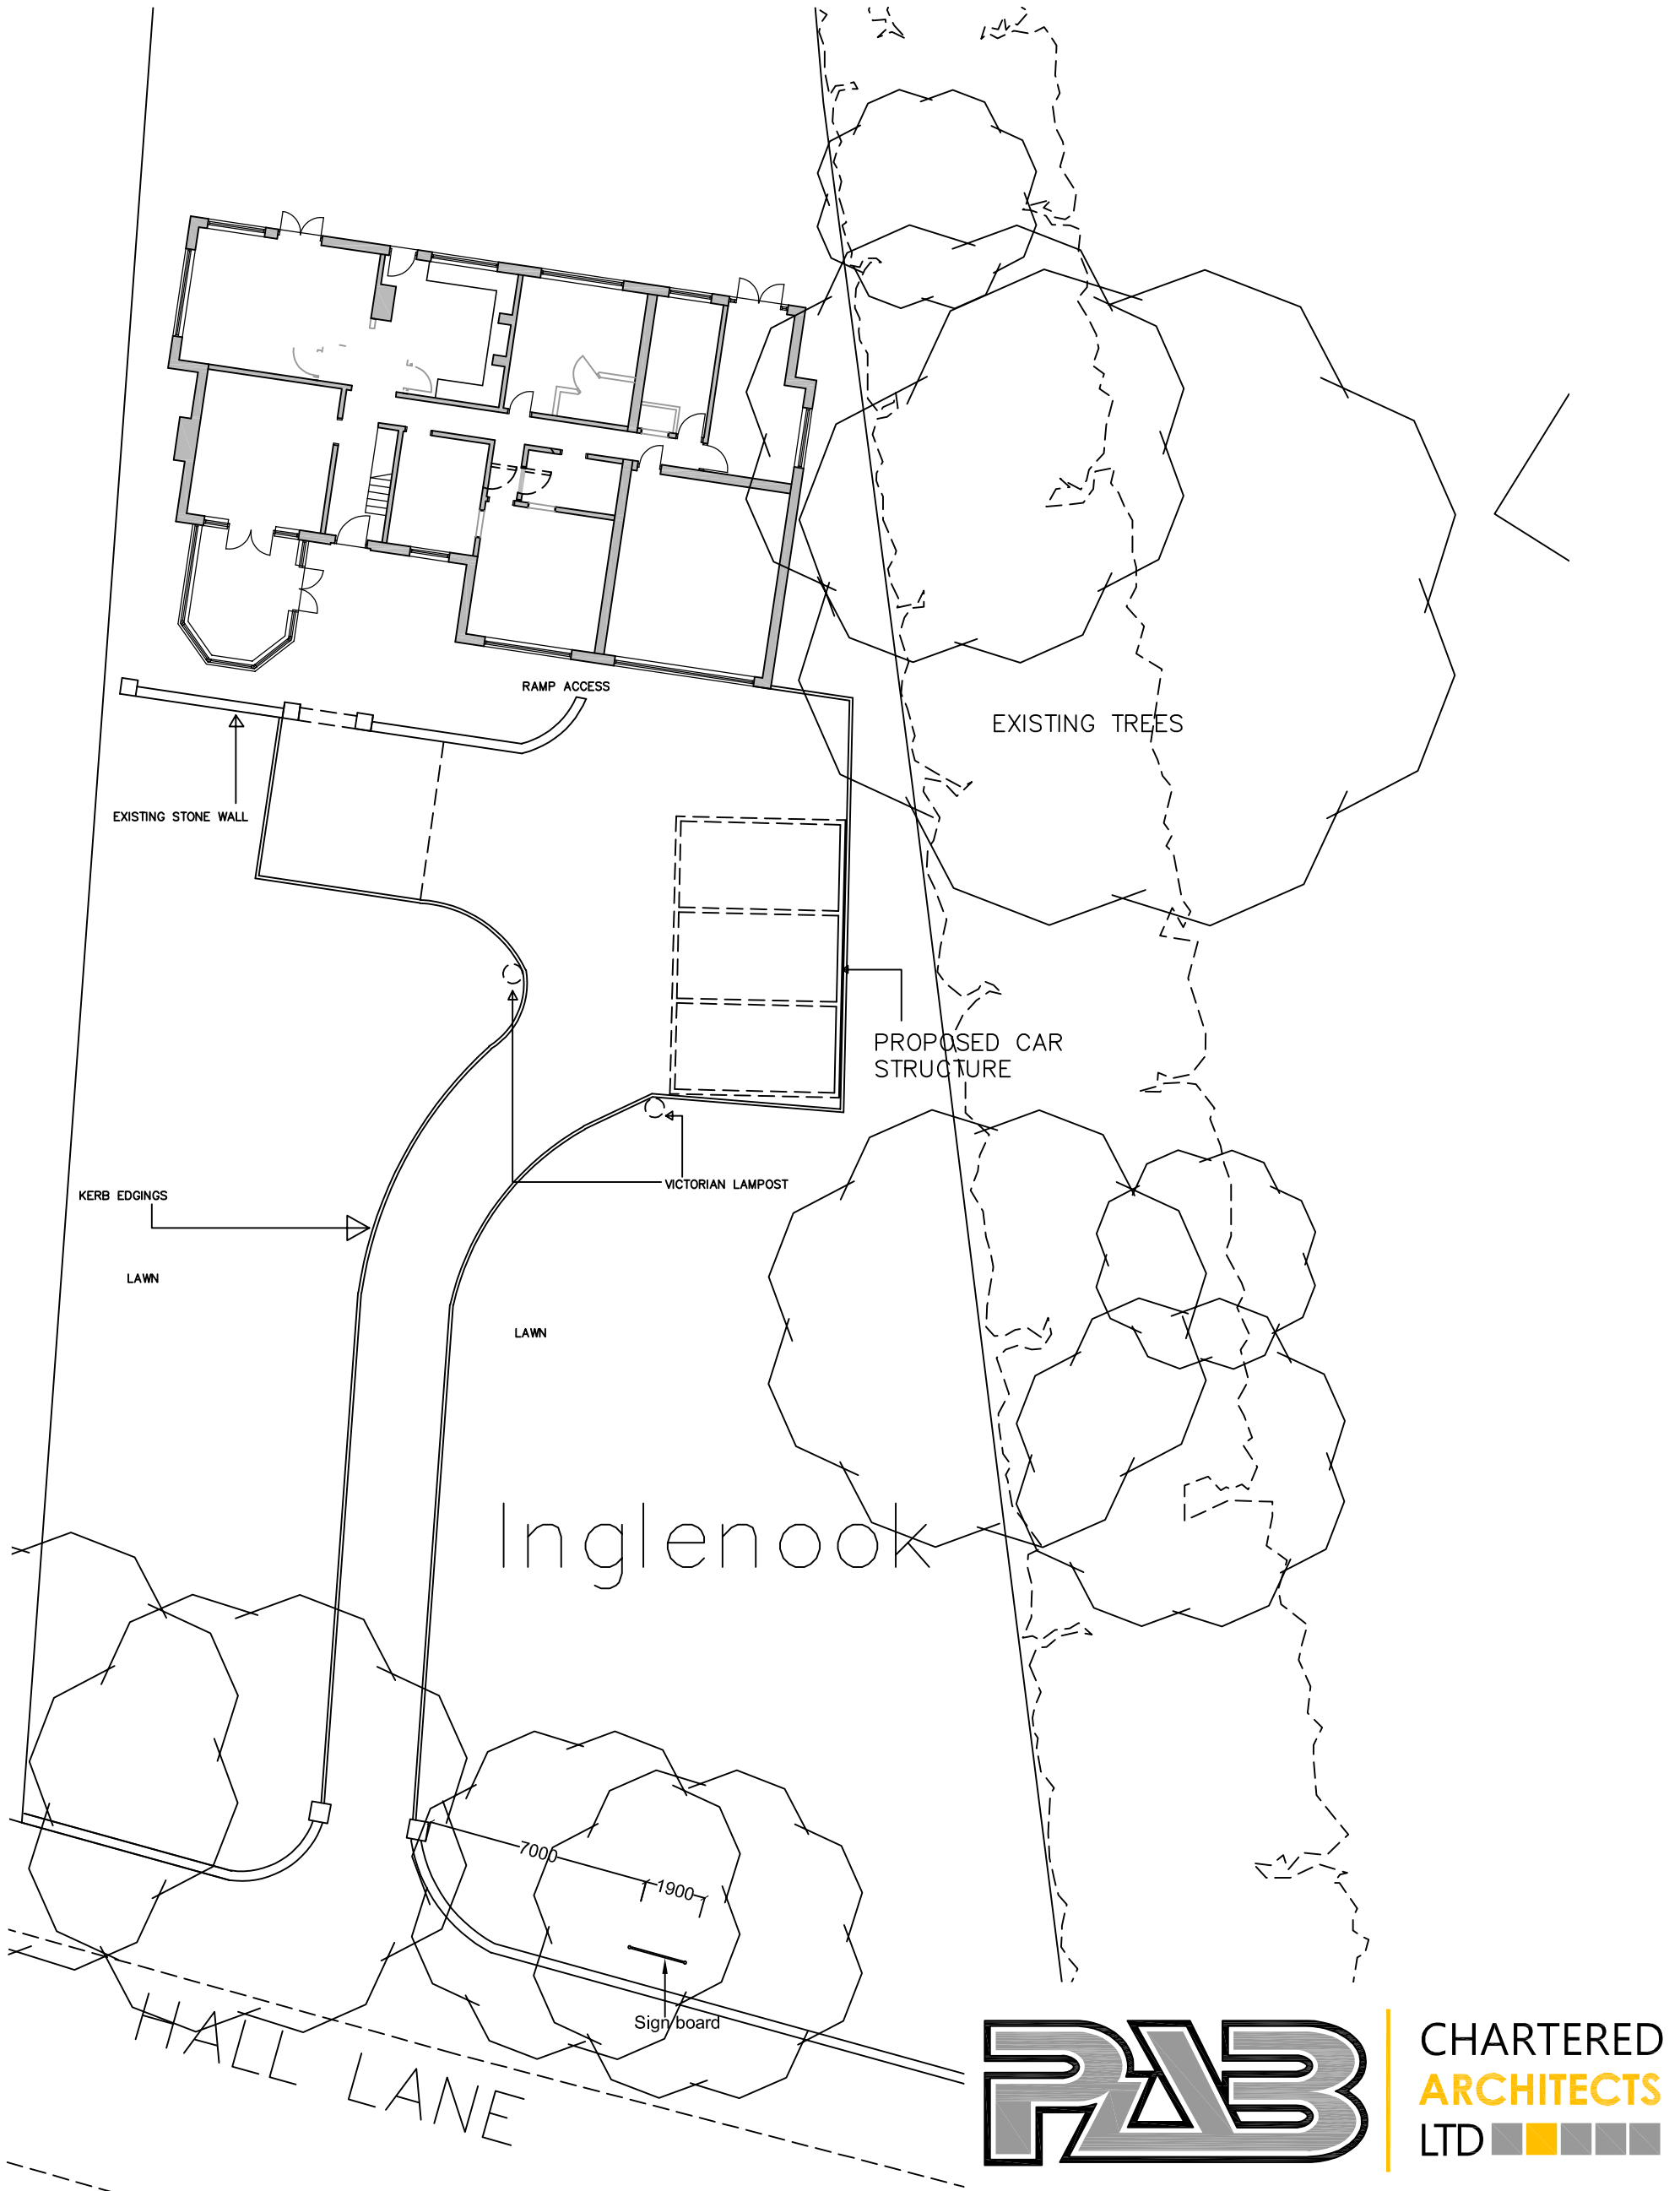 RAMP ACCESS
EXISTING TREES
EXISTING STONE WALL
PROPOSED CAR
STRUCTURE
VICTORIAN LAMPOST
KERB EDGINGS
LAWN
LAWN
Inglenook
7000
1900
Sign board
HALL LANE
PAB
CHARTERED
ARCHITECTS
LTD